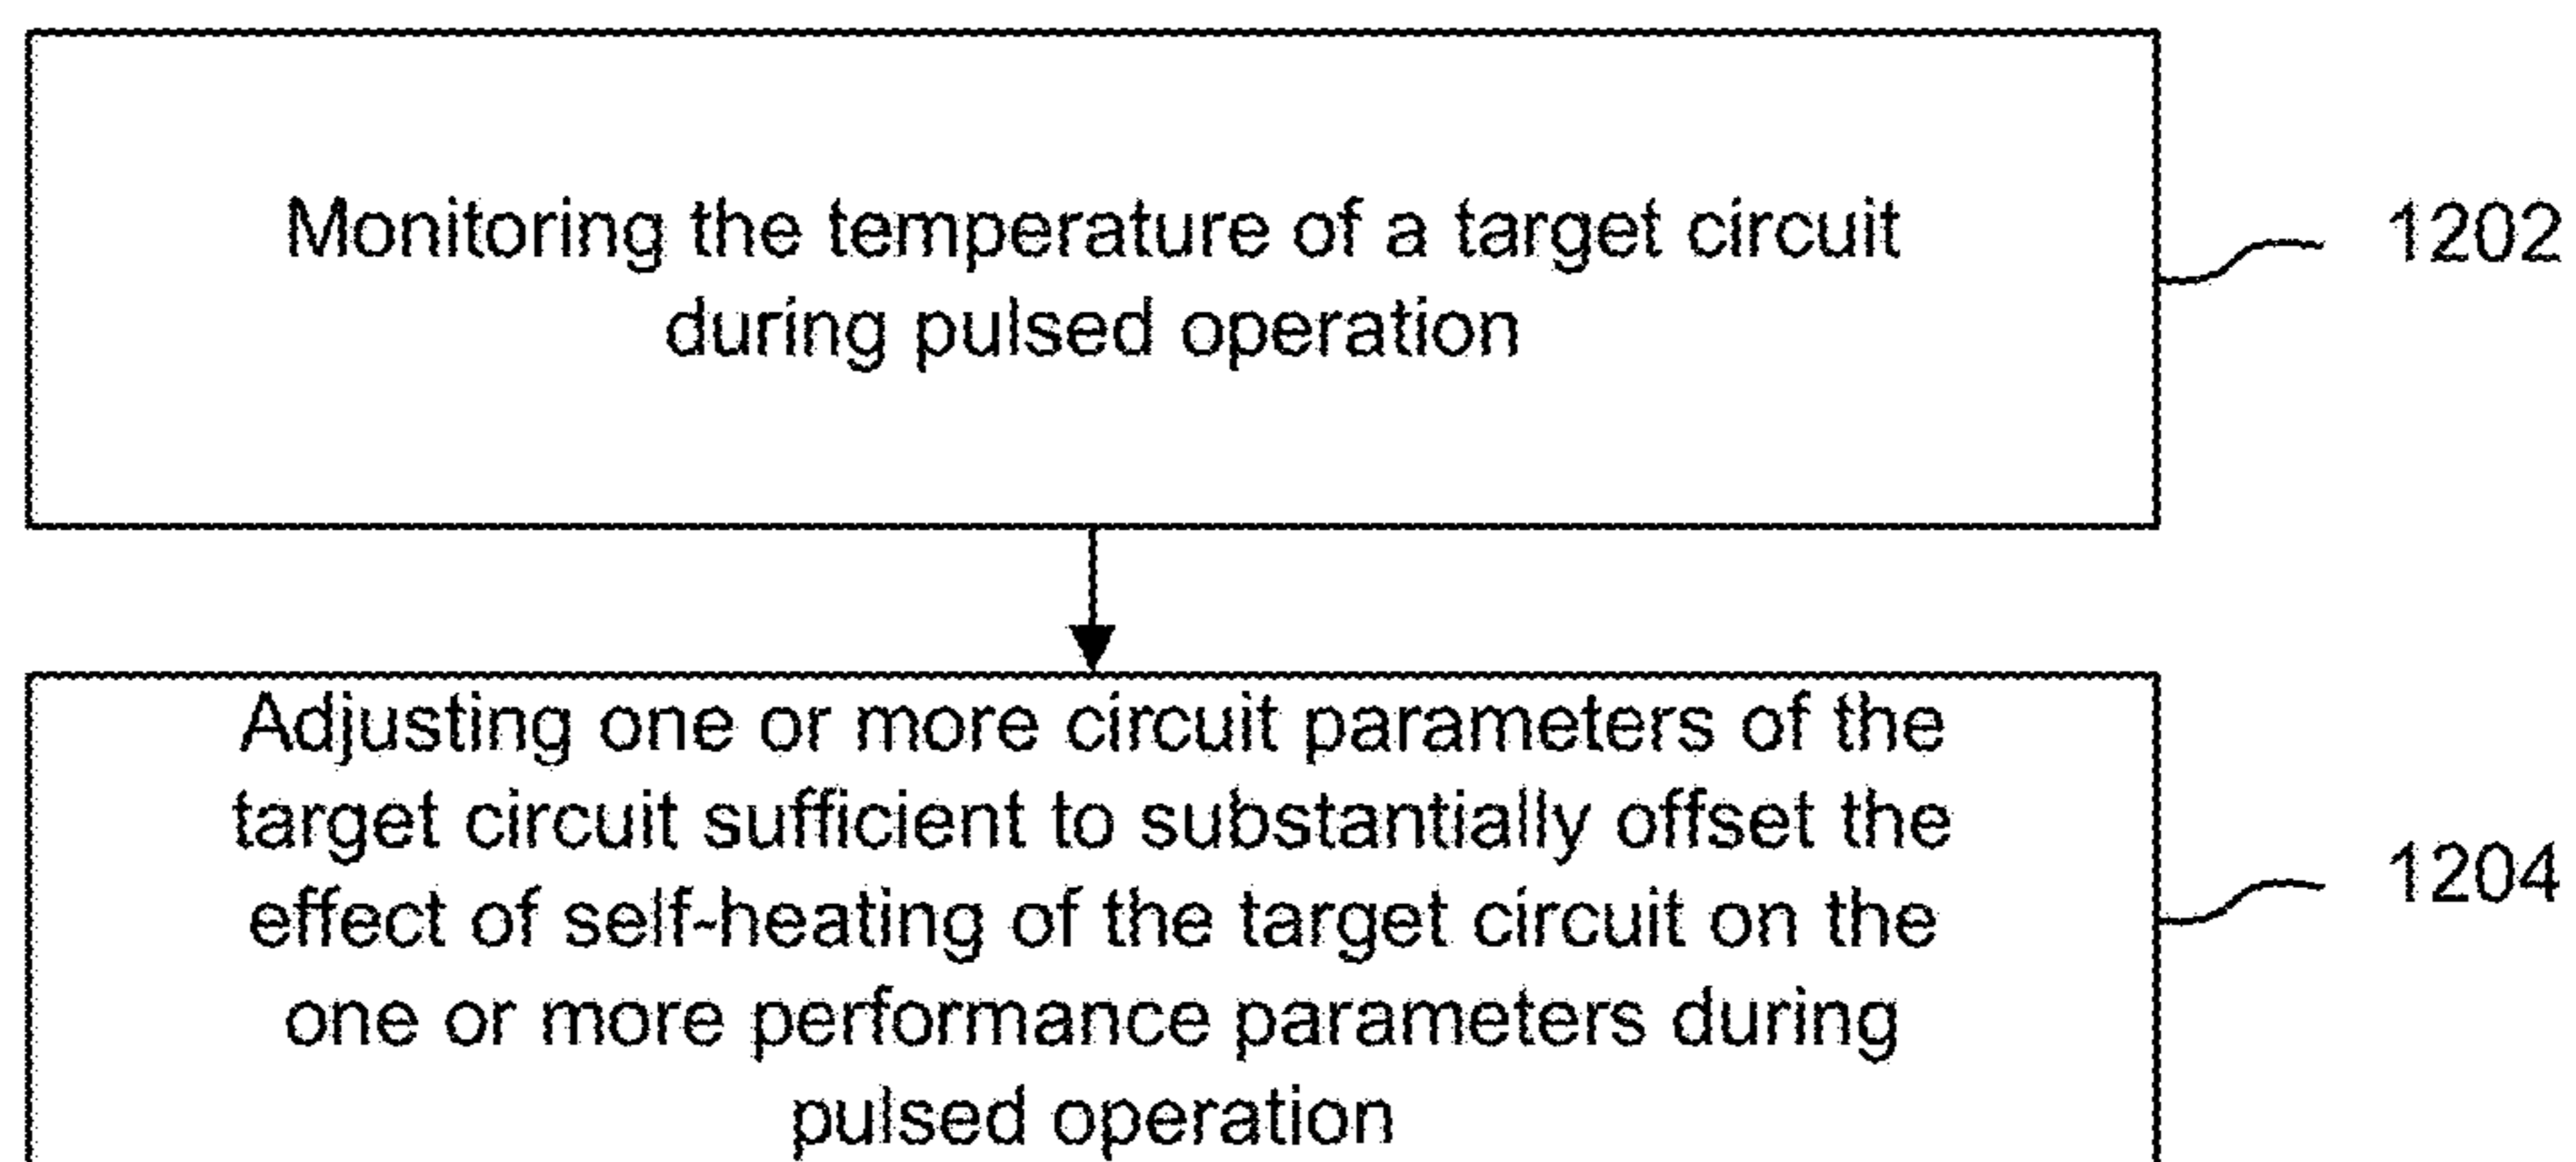 Monitoring the temperature of a target circuit
during pulsed operation
1202
Adjusting one or more circuit parameters of the
target circuit sufficient to substantially offset the
effect of self-heating of the target circuit on the
one or more performance parameters during
pulsed operation
1204